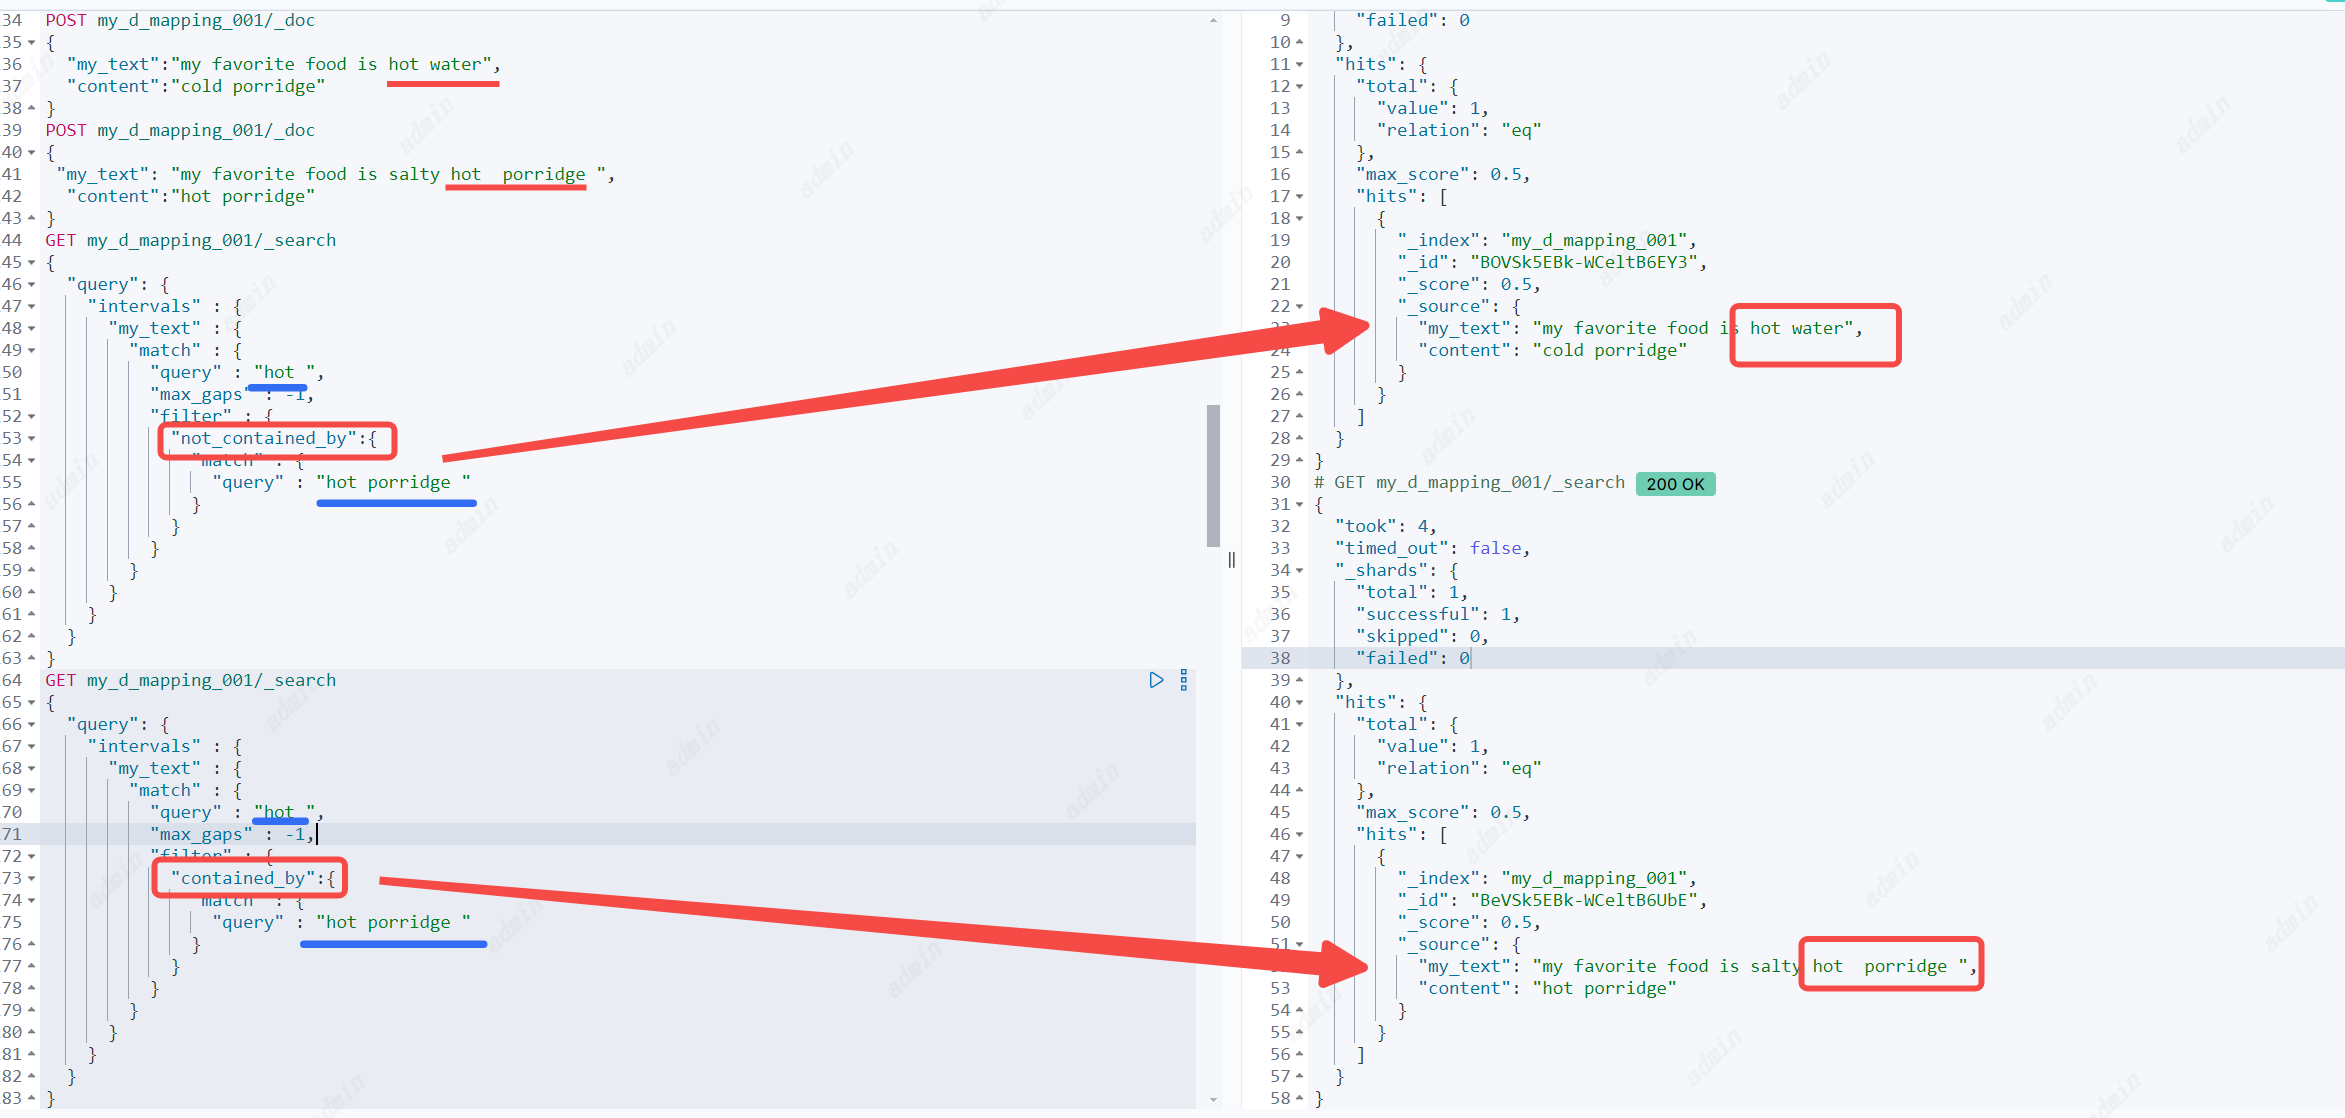 34 POST my_d_mapping_001/_doc
35 {
36 "my_text":"my favorite food is hot water",
37 "content":"cold porridge"
38 }
39 POST my_d_mapping_001/_doc
40 {
41 "my_text": "my favorite food is salty hot  porridge ",
42 "content":"hot porridge"
43 }
44 GET my_d_mapping_001/_search
45 {
46 "query": {
47 "intervals" : {
48 "my_text" : {
49 "match" : {
50 "query" : "hot ",
51 "max_gaps" : -1,
52 "filter" : {
53 "not_contained_by":{
54 "match" : {
55 "query" : "hot porridge "
56 }
57 }
58 }
59 }
60 }
61 }
62 }
63 }
64 GET my_d_mapping_001/_search
65 {
66 "query": {
67 "intervals" : {
68 "my_text" : {
69 "match" : {
70 "query" : "hot ",
71 "max_gaps" : -1,
72 "filter" : {
73 "contained_by":{
74 "match" : {
75 "query" : "hot porridge "
76 }
77 }
78 }
79 }
80 }
81 }
82 }
83 }
9 "failed": 0
10 },
11 "hits": {
12 "total": {
13 "value": 1,
14 "relation": "eq"
15 },
16 "max_score": 0.5,
17 "hits": [
18 {
19 "_index": "my_d_mapping_001",
20 "_id": "BOVSk5EBk-WCeltB6EY3",
21 "_score": 0.5,
22 "_source": {
23 "my_text": "my favorite food is hot water",
24 "content": "cold porridge"
25 }
26 }
27 ]
28 }
29 }
30 # GET my_d_mapping_001/_search 200 OK
31 {
32 "took": 4,
33 "timed_out": false,
34 "_shards": {
35 "total": 1,
36 "successful": 1,
37 "skipped": 0,
38 "failed": 0
39 },
40 "hits": {
41 "total": {
42 "value": 1,
43 "relation": "eq"
44 },
45 "max_score": 0.5,
46 "hits": [
47 {
48 "_index": "my_d_mapping_001",
49 "_id": "BeVSk5EBk-WCeltB6UbE",
50 "_score": 0.5,
51 "_source": {
"my_text": "my favorite food is salty hot  porridge ",
53 "content": "hot porridge"
54 }
55 }
56 ]
57 }
58 }
admin